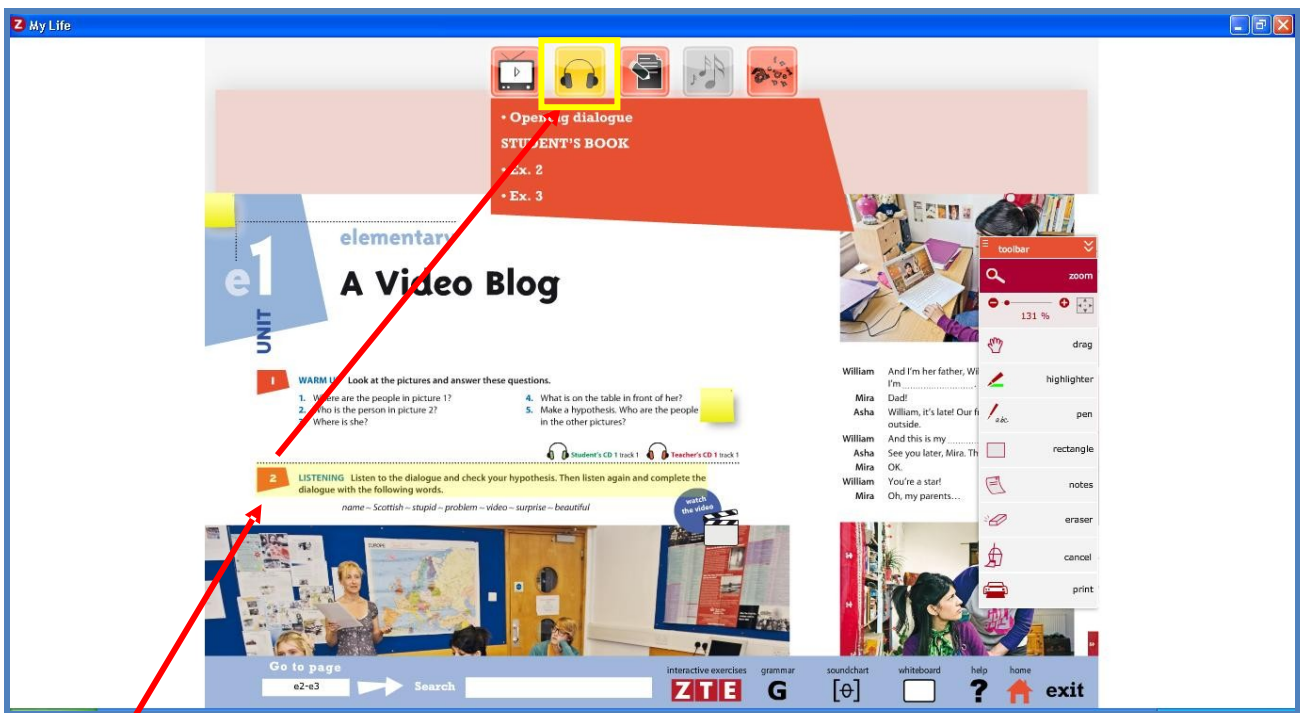 My Life
• Opening dialogue
STUDENT'S BOOK
• Ex. 2
• Ex. 3
elementary
e1
UNIT
A Video Blog
1 WARM UP Look at the pictures and answer these questions.
1. Where are the people in picture 1?
2. Who is the person in picture 2?
3. Where is she?
4. What is on the table in front of her?
5. Make a hypothesis. Who are the people
in the other pictures?
Student's CD 1 track 1 Teacher's CD 1 track 1
2 LISTENING Listen to the dialogue and check your hypothesis. Then listen again and complete the
dialogue with the following words.
name ~ Scottish ~ stupid ~ problem ~ video ~ surprise ~ beautiful
watch
the video
EUROPE
William And I'm her father, Wi
I'm ....................
Mira Dad!
Asha William, it's late! Our f
outside.
William And this is my ....................
Asha See you later, Mira. Th
Mira OK.
William You're a star!
Mira Oh, my parents…
toolbar
zoom
131 %
drag
highlighter
abc.
pen
rectangle
notes
eraser
cancel
print
Go to page
e2-e3
Search
interactive exercises
ZTE
grammar
G
soundchart
[θ]
whiteboard
help
?
home
exit